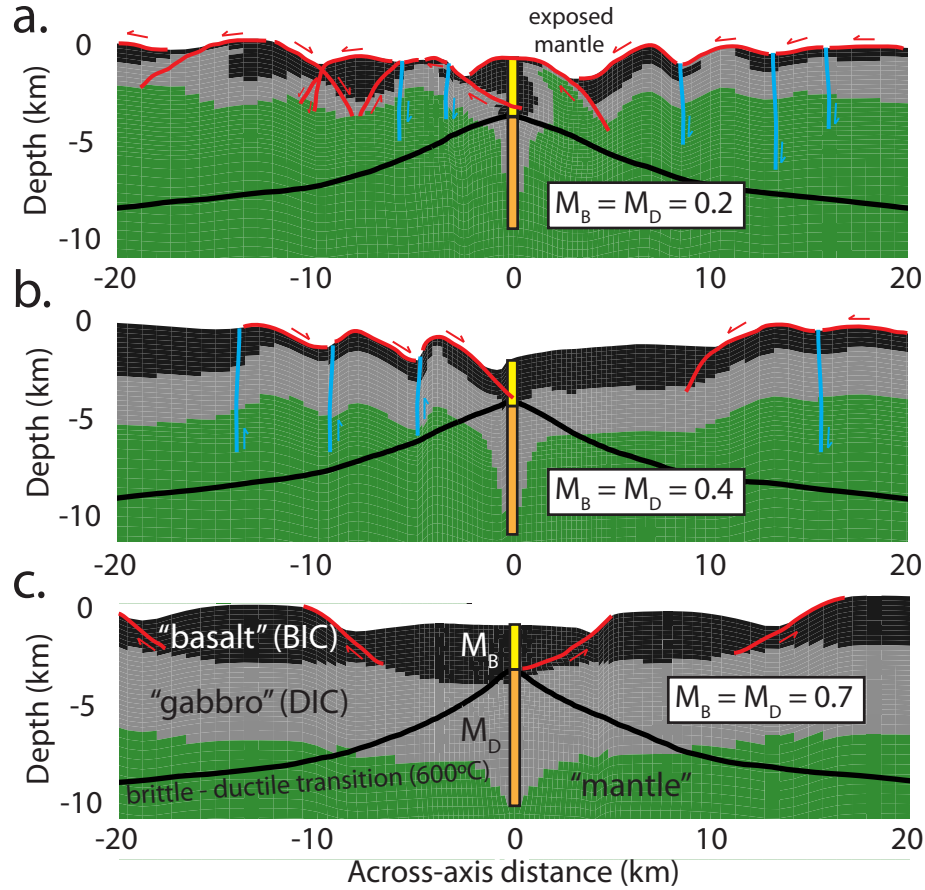 a.
exposed
mantle
0
-5
-10
Depth (km)
M_B = M_D = 0.2
-20 -10 0 10 20
b.
0
-5
-10
Depth (km)
M_B = M_D = 0.4
-20 -10 0 10 20
c.
0
-5
-10
Depth (km)
“basalt” (BIC)
M_B
“gabbro” (DIC)
M_B = M_D = 0.7
M_D
brittle - ductile transition (600ºC)
“mantle”
-20 -10 0 10 20
Across-axis distance (km)